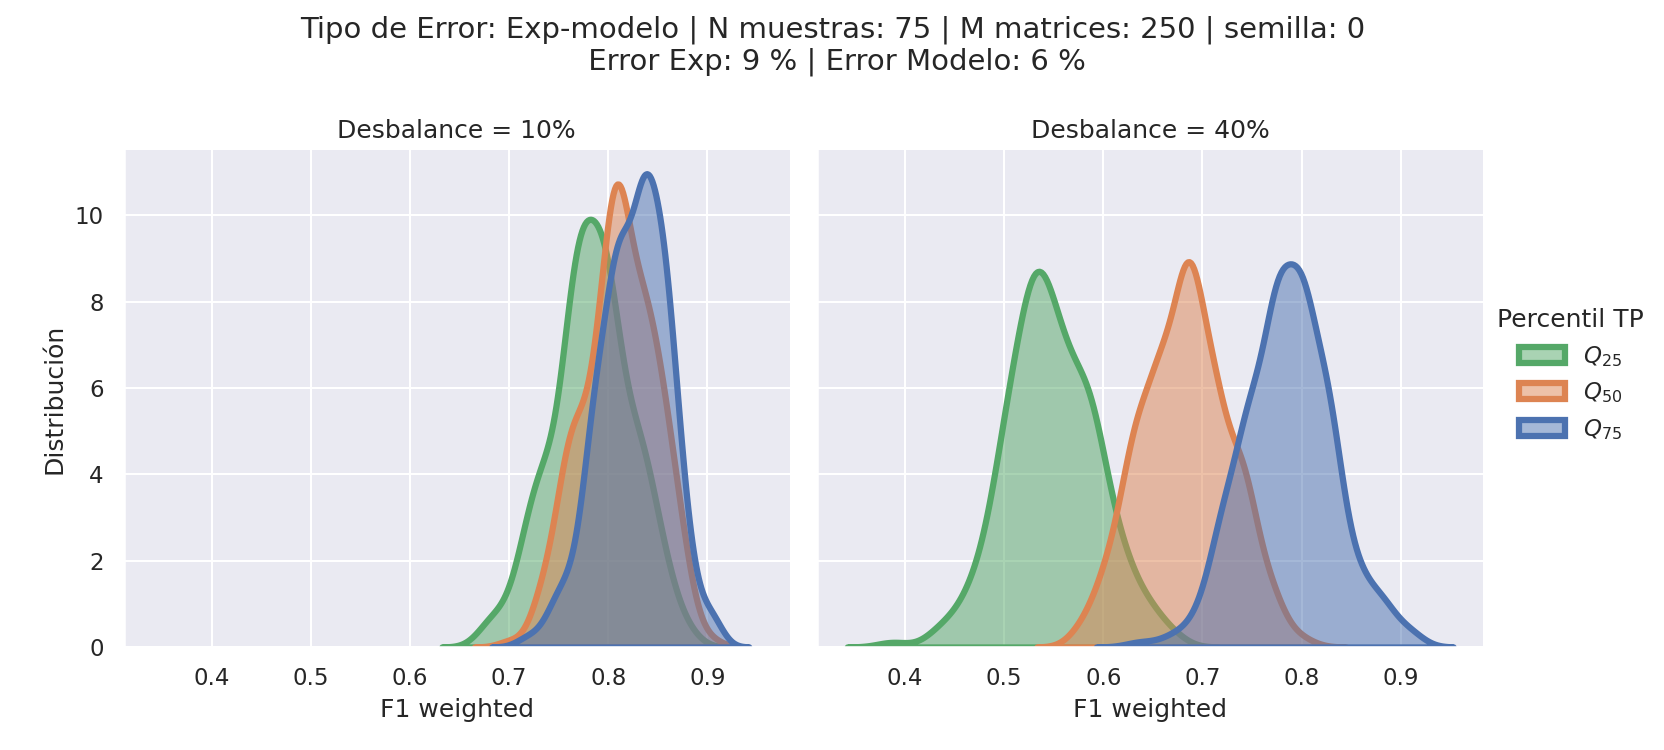 Tipo de Error: Exp-modelo | N muestras: 75 | M matrices: 250 | semilla: 0
Error Exp: 9 % | Error Modelo: 6 %
Desbalance = 10%
Desbalance = 40%
Distribución
10
8
6
4
2
0
0.4 0.5 0.6 0.7 0.8 0.9
0.4 0.5 0.6 0.7 0.8 0.9
F1 weighted
F1 weighted
Percentil TP
Q25
Q50
Q75